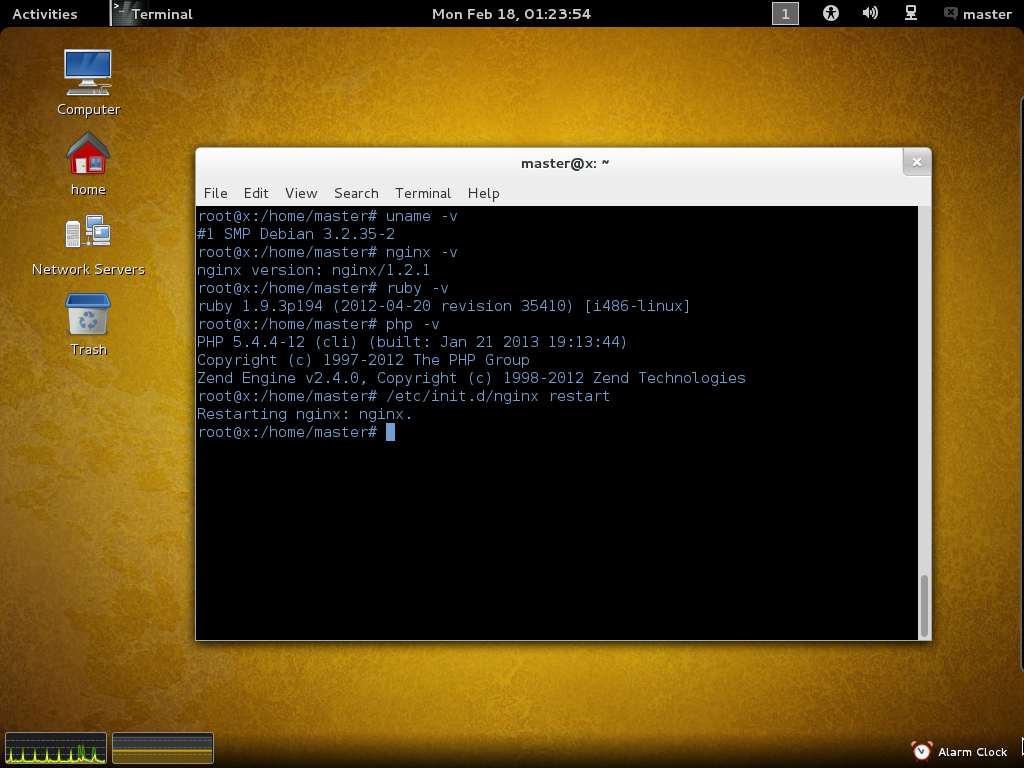 Activities
Terminal
Mon Feb 18, 01:23:54
1
master
Computer
home
Network Servers
Trash
master@x: ~
File Edit View Search Terminal Help
root@x:/home/master# uname -v
#1 SMP Debian 3.2.35-2
root@x:/home/master# nginx -v
nginx version: nginx/1.2.1
root@x:/home/master# ruby -v
ruby 1.9.3p194 (2012-04-20 revision 35410) [i486-linux]
root@x:/home/master# php -v
PHP 5.4.4-12 (cli) (built: Jan 21 2013 19:13:44)
Copyright (c) 1997-2012 The PHP Group
Zend Engine v2.4.0, Copyright (c) 1998-2012 Zend Technologies
root@x:/home/master# /etc/init.d/nginx restart
Restarting nginx: nginx.
root@x:/home/master#
Alarm Clock